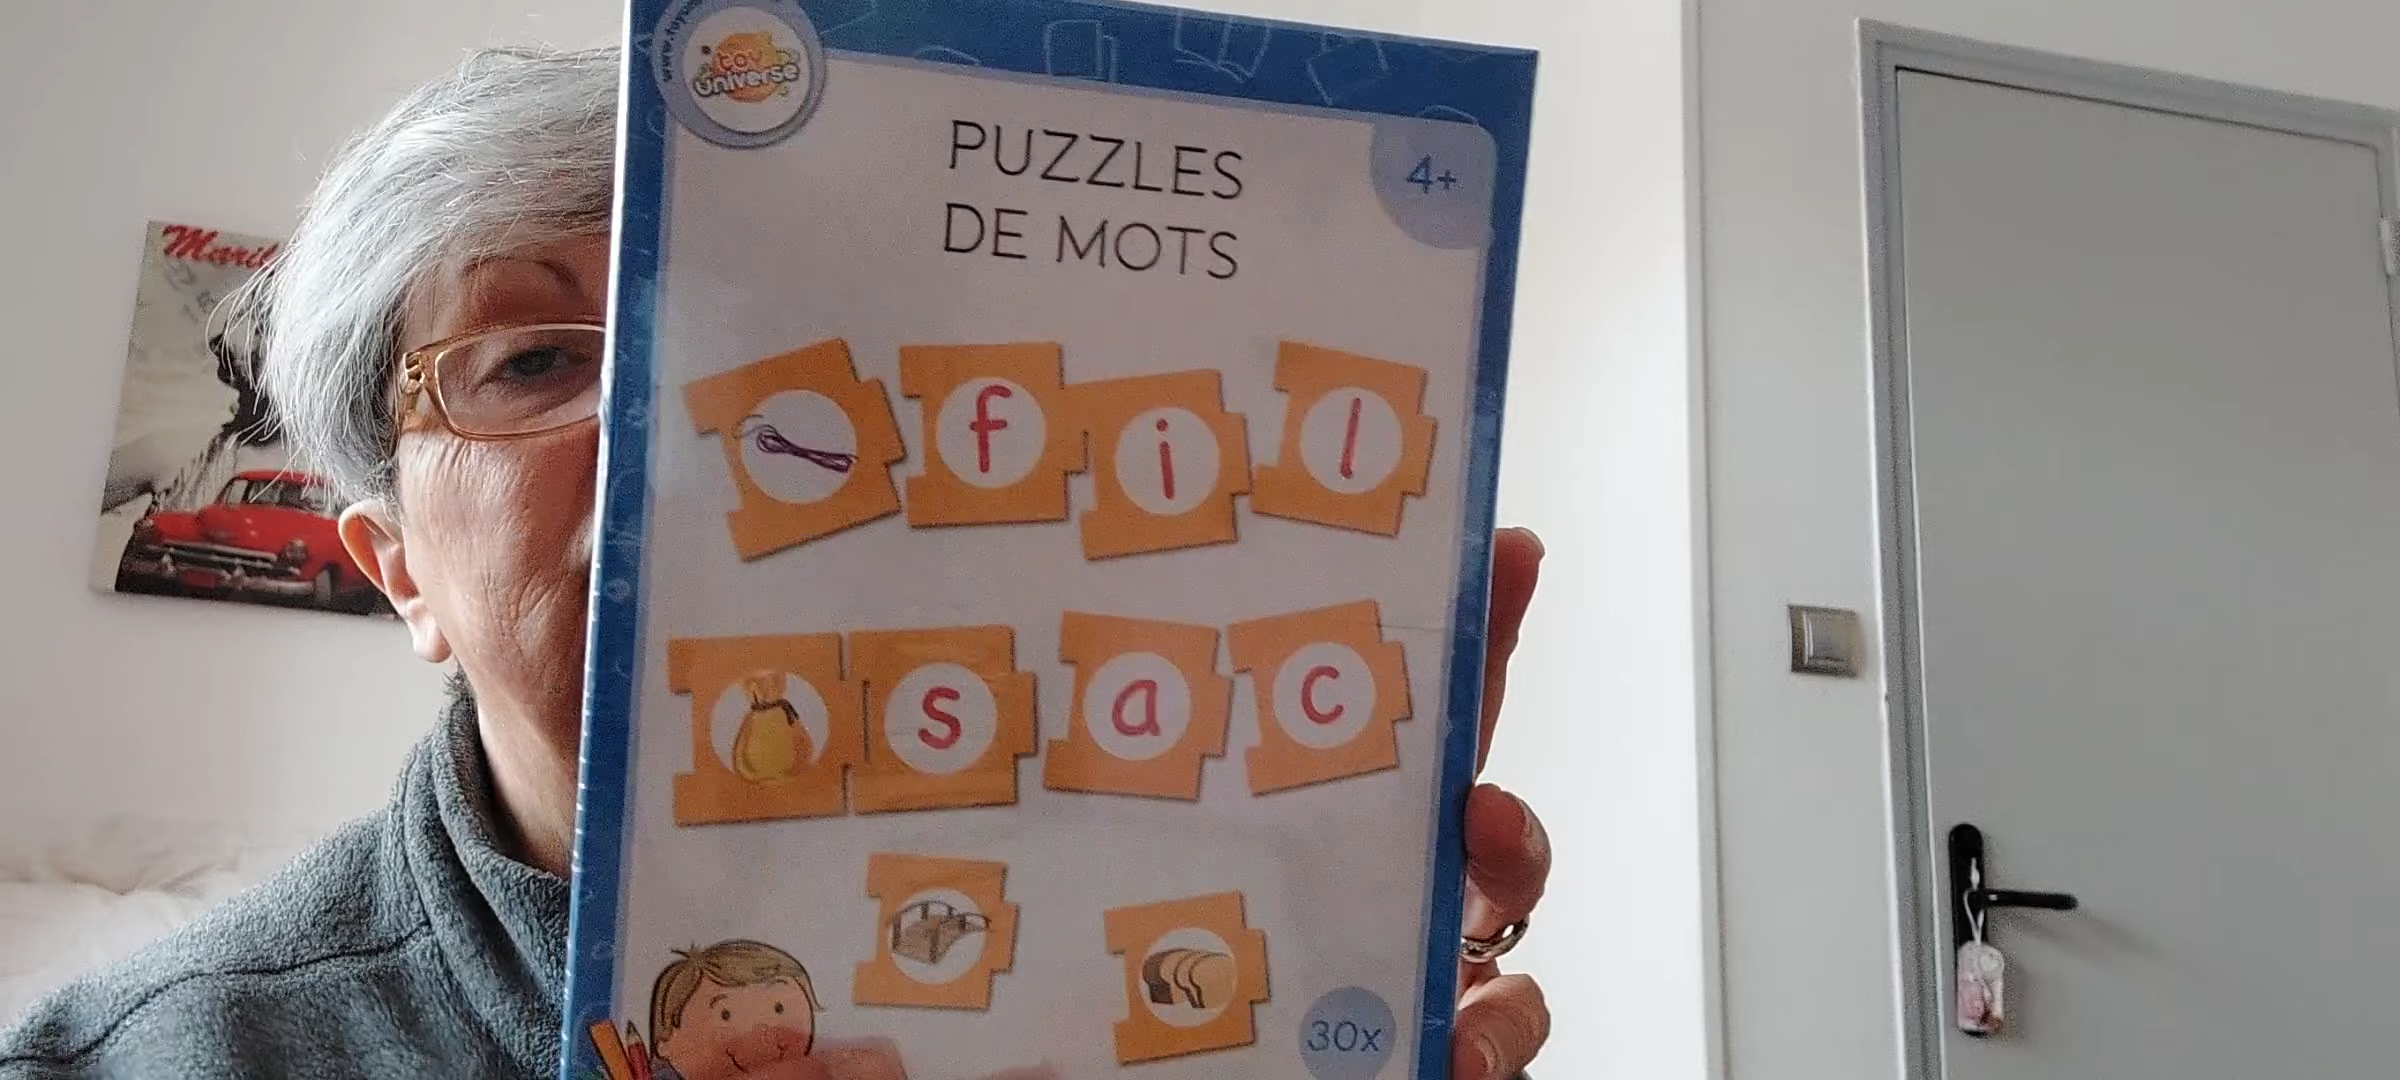 toy
universe
PUZZLES
DE MOTS
4+
f i l
s a c
30x